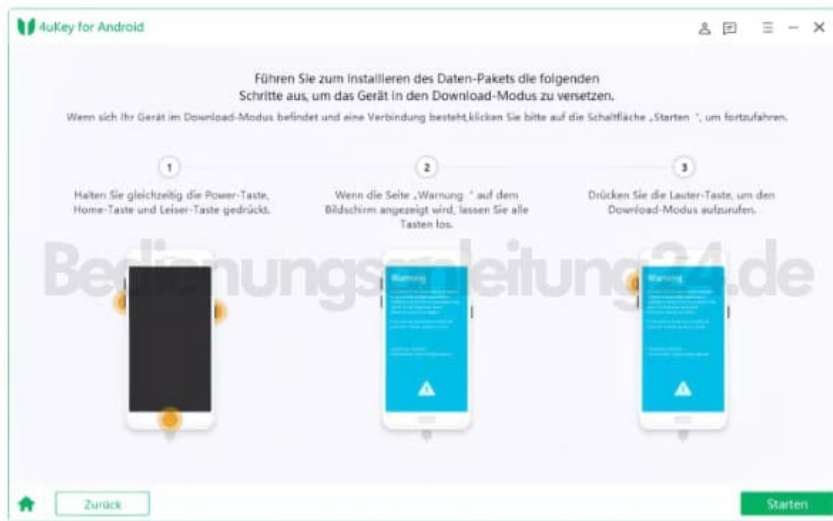 4uKey for Android
Führen Sie zum Installieren des Daten-Pakets die folgenden
Schritte aus, um das Gerät in den Download-Modus zu versetzen.
Wenn sich Ihr Gerät im Download-Modus befindet und eine Verbindung besteht,klicken Sie bitte auf die Schaltfläche „Starten “, um fortzufahren.
1
2
3
Halten Sie gleichzeitig die Power-Taste,
Home-Taste und Leiser-Taste gedrückt.
Wenn die Seite „Warnung “ auf dem
Bildschirm angezeigt wird, lassen Sie alle
Tasten los.
Drücken Sie die Lauter-Taste, um den
Download-Modus aufzurufen.
Bedienungsanleitung24.de
Warnung
Warnung
Zurück
Starten